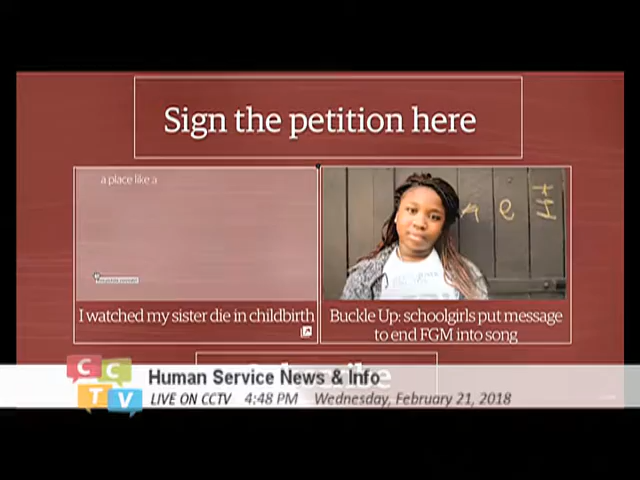 Sign the petition here
a place like a
I watched my sister die in childbirth
Buckle Up: schoolgirls put message
to end FGM into song
A e H
CCTV
Human Service News & Info
LIVE ON CCTV 4:48 PM Wednesday, February 21, 2018